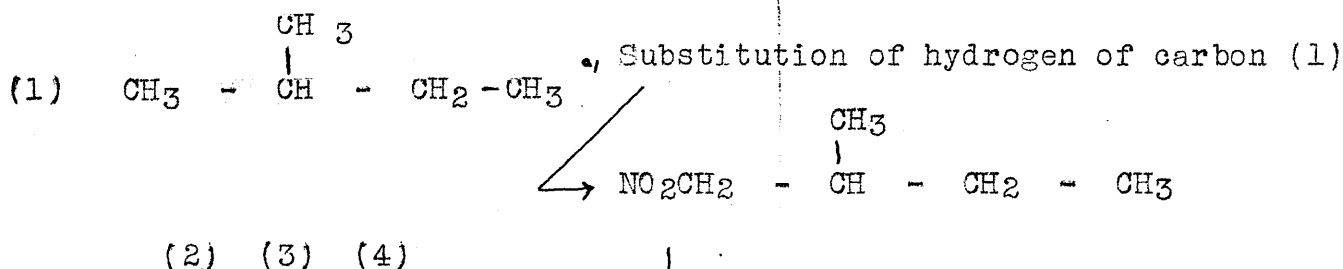 CH 3
a, Substitution of hydrogen of carbon (1)
(1) CH3 - CH - CH2 - CH3
CH3
NO2CH2 - CH - CH2 - CH3
(2) (3) (4)